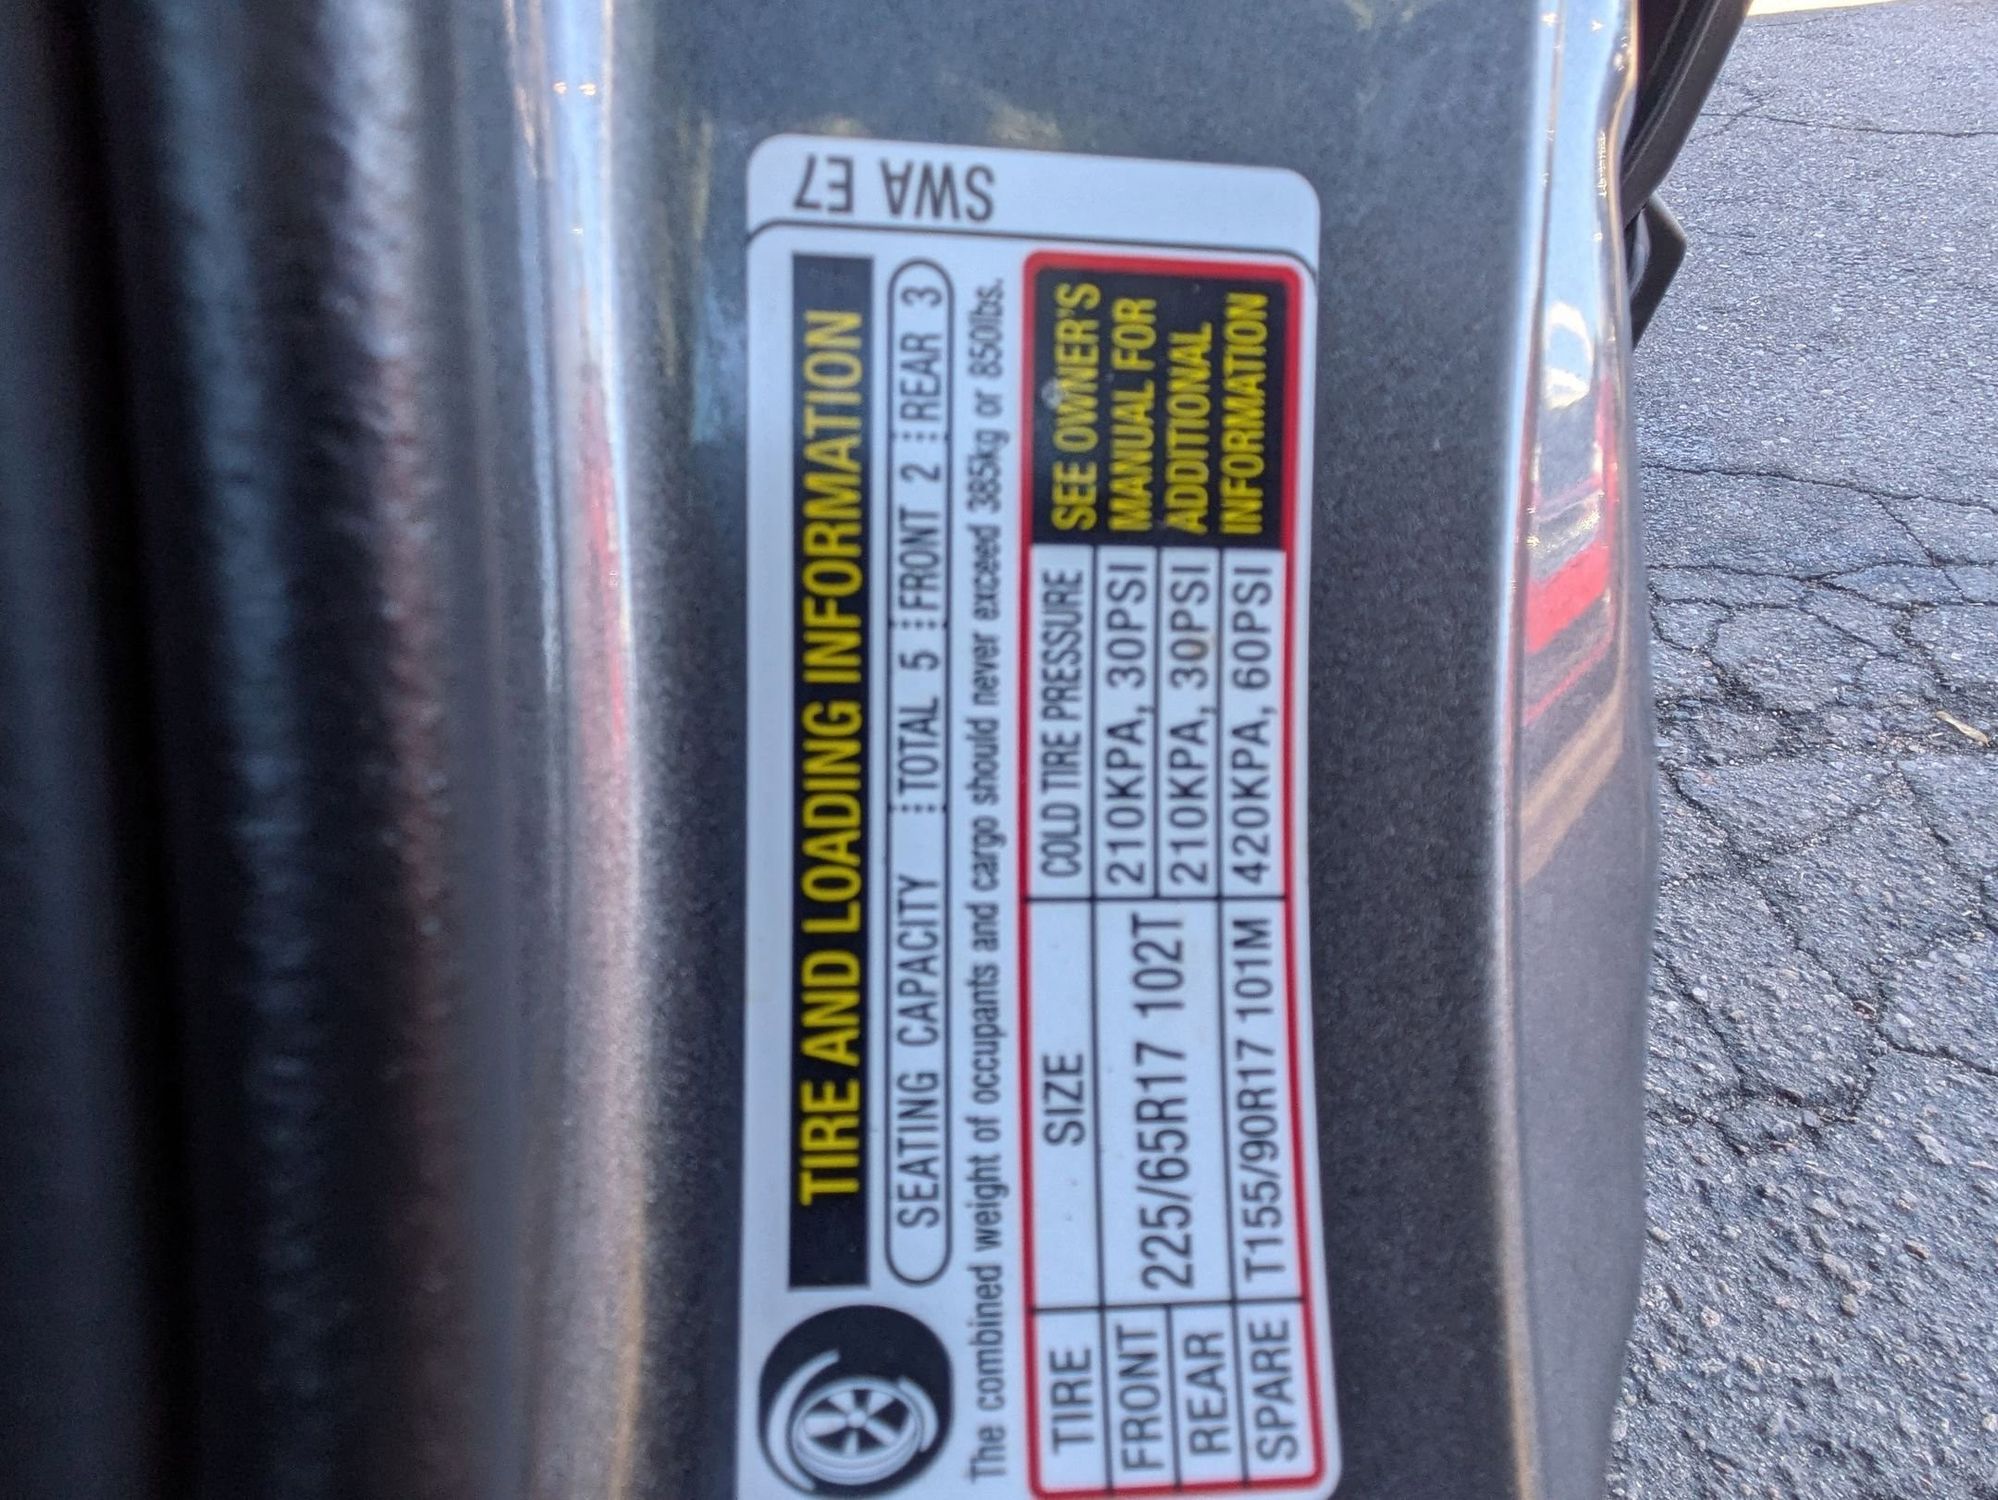 TIRE AND LOADING INFORMATION
SEATING CAPACITY TOTAL 5 FRONT 2 REAR 3
The combined weight of occupants and cargo should never exceed 385kg or 850lbs.
TIRE SIZE COLD TIRE PRESSURE
FRONT 225/65R17 102T 210KPA, 30PSI
REAR 210KPA, 30PSI
SPARE T155/90R17 101M 420KPA, 60PSI
SEE OWNER'S
MANUAL FOR
ADDITIONAL
INFORMATION
SWA E7